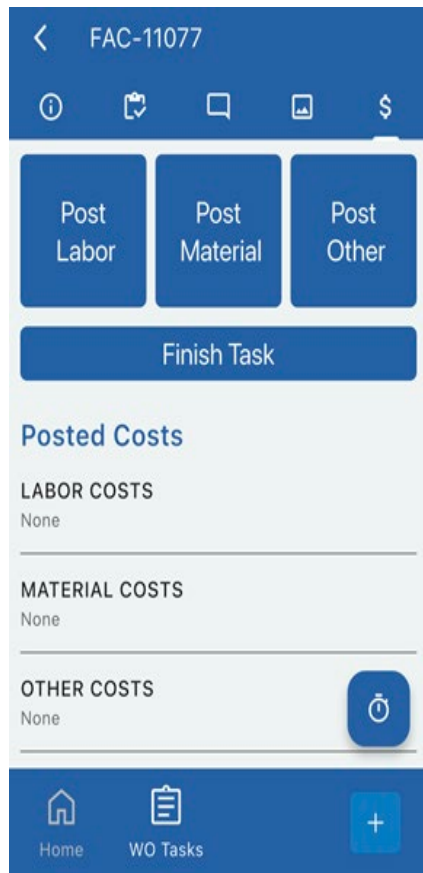 FAC-11077
$
Post
Labor
Post
Material
Post
Other
Finish Task
Posted Costs
LABOR COSTS
None
MATERIAL COSTS
None
OTHER COSTS
None
+
Home
WO Tasks